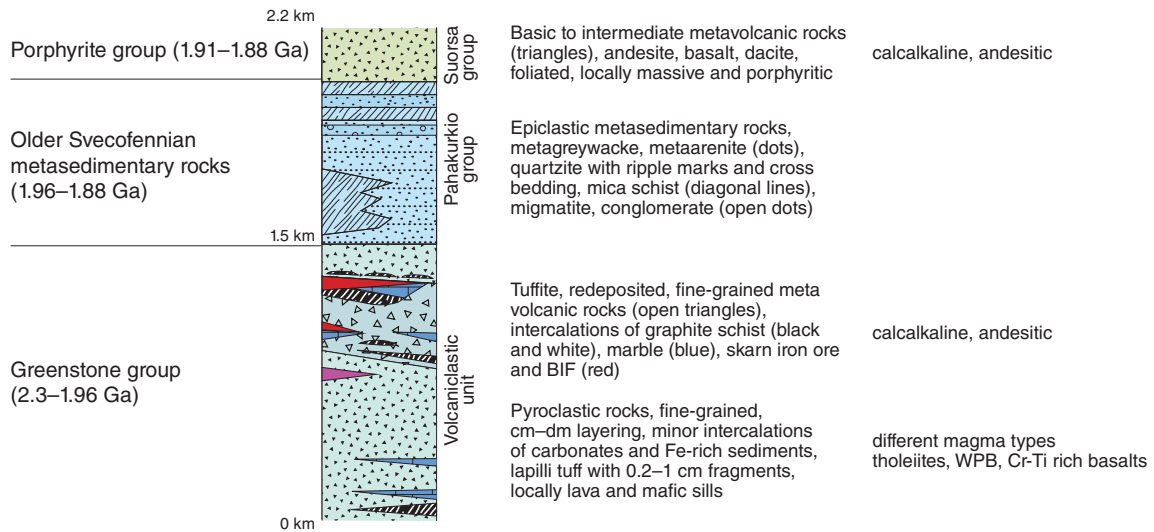 2.2 km
Porphyrite group (1.91–1.88 Ga)
Suorsa
group
Basic to intermediate metavolcanic rocks
(triangles), andesite, basalt, dacite,
foliated, locally massive and porphyritic
calcalkaline, andesitic
Older Svecofennian
metasedimentary rocks
(1.96–1.88 Ga)
Pahakurkio
group
Epiclastic metasedimentary rocks,
metagreywacke, metaarenite (dots),
quartzite with ripple marks and cross
bedding, mica schist (diagonal lines),
migmatite, conglomerate (open dots)
1.5 km
Greenstone group
(2.3–1.96 Ga)
Volcaniclastic
unit
Tuffite, redeposited, fine-grained meta
volcanic rocks (open triangles),
intercalations of graphite schist (black
and white), marble (blue), skarn iron ore
and BIF (red)
calcalkaline, andesitic
Pyroclastic rocks, fine-grained,
cm–dm layering, minor intercalations
of carbonates and Fe-rich sediments,
lapilli tuff with 0.2–1 cm fragments,
locally lava and mafic sills
different magma types
tholeiites, WPB, Cr-Ti rich basalts
0 km